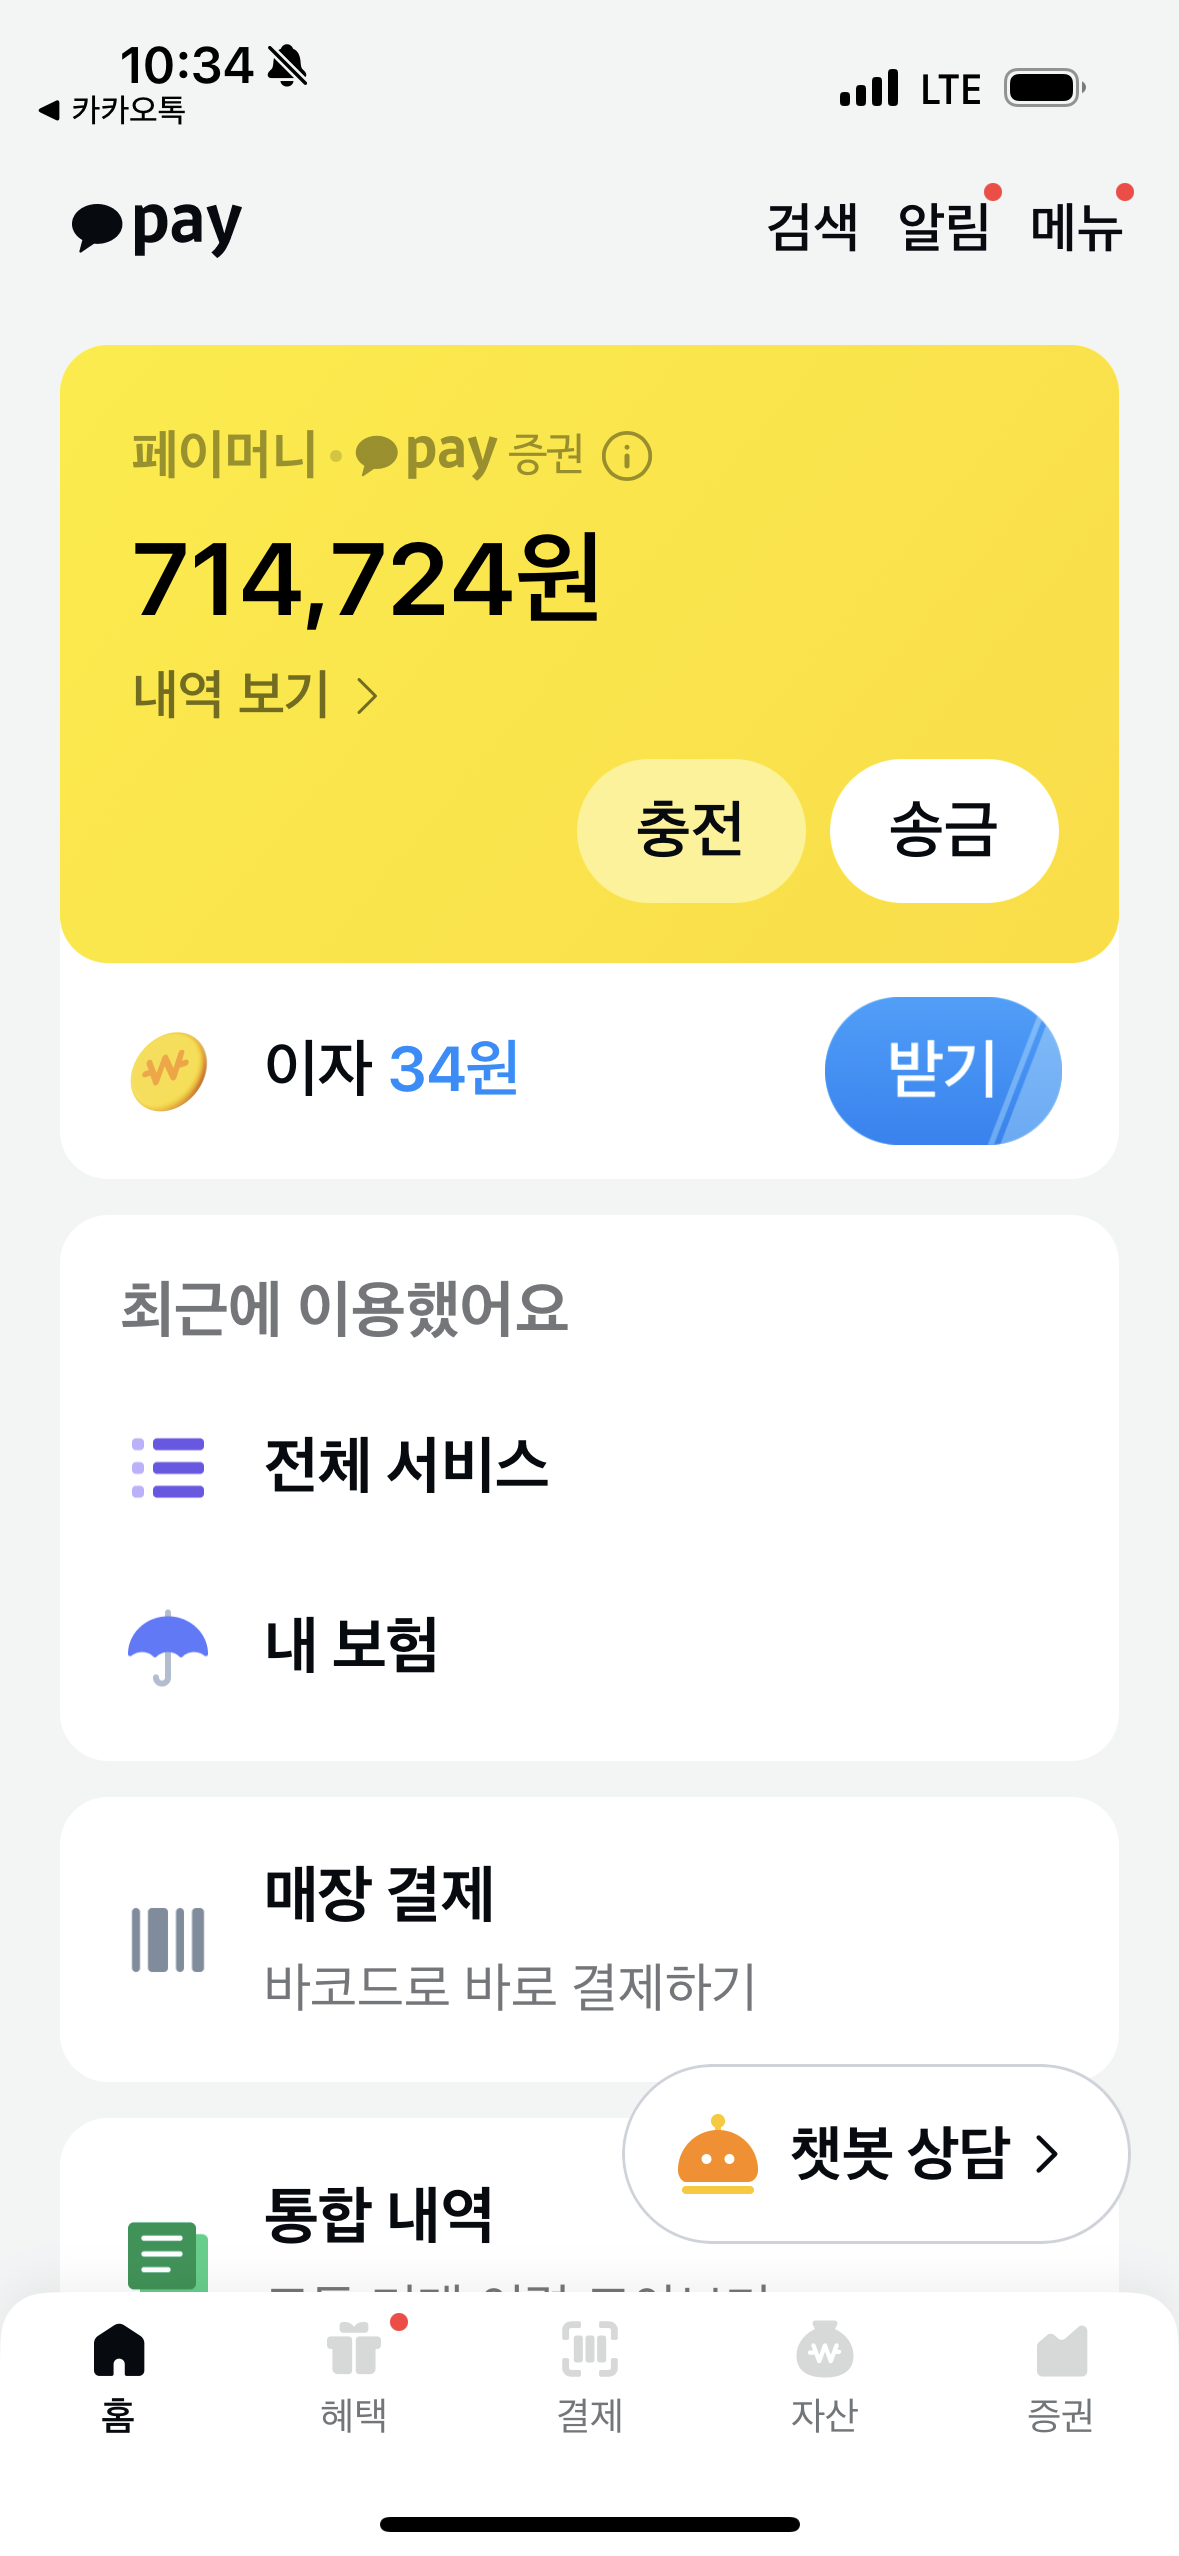 10:34
LTE
◀ 카카오톡
pay
검색 알림 메뉴
페이머니 • pay 증권
714,724원
내역 보기 >
충전 송금
이자 34원 받기
최근에 이용했어요
전체 서비스
내 보험
매장 결제
바코드로 바로 결제하기
챗봇 상담 >
통합 내역
홈 혜택 결제 자산 증권